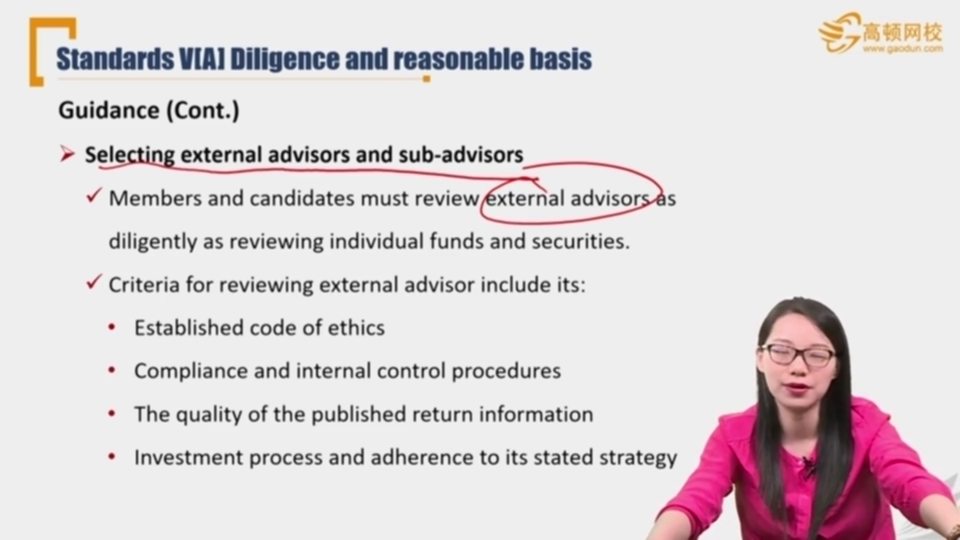 高顿网校
www.gaodun.com
Standards V[A] Diligence and reasonable basis
Guidance (Cont.)
Selecting external advisors and sub-advisors
Members and candidates must review external advisors as
diligently as reviewing individual funds and securities.
Criteria for reviewing external advisor include its:
Established code of ethics
Compliance and internal control procedures
The quality of the published return information
Investment process and adherence to its stated strategy